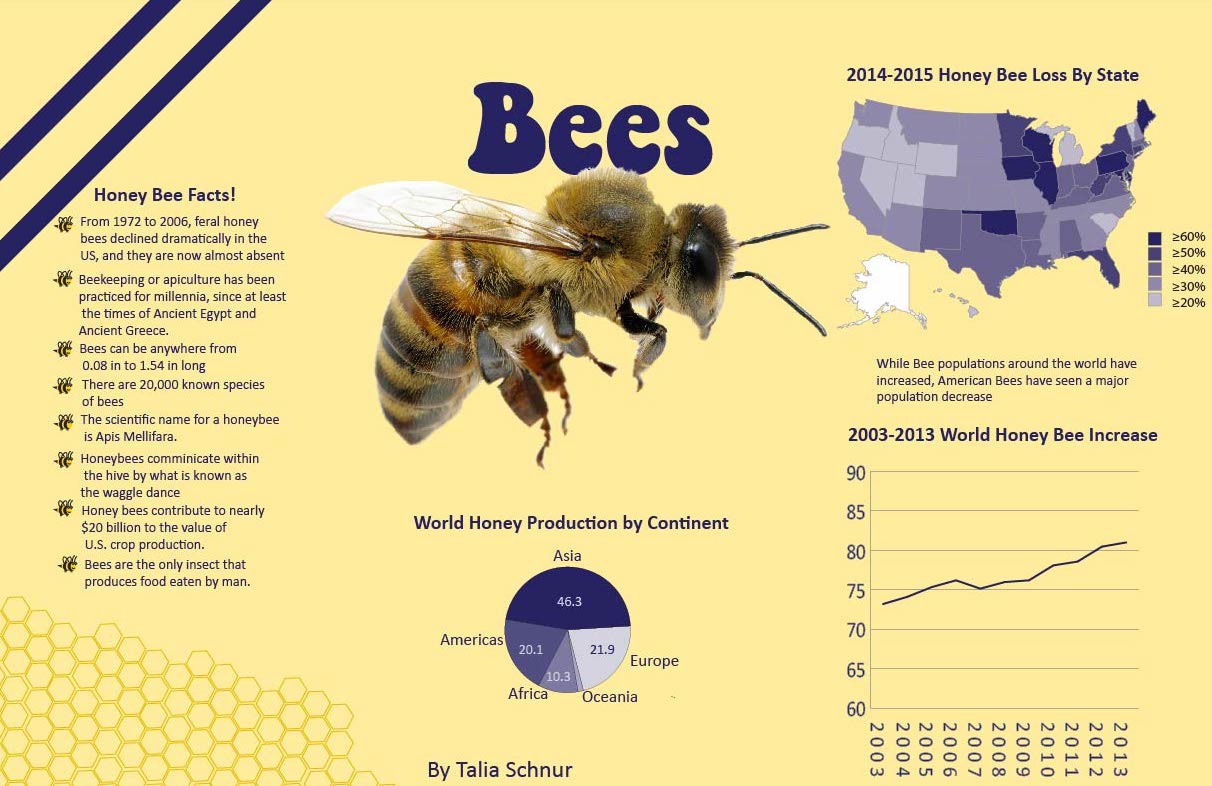 Bees
Honey Bee Facts!
From 1972 to 2006, feral honey
bees declined dramatically in the
US, and they are now almost absent
Beekeeping or apiculture has been
practiced for millennia, since at least
the times of Ancient Egypt and
Ancient Greece.
Bees can be anywhere from
0.08 in to 1.54 in long
There are 20,000 known species
of bees
The scientific name for a honeybee
is Apis Mellifara.
Honeybees comminicate within
the hive by what is known as
the waggle dance
Honey bees contribute to nearly
$20 billion to the value of
U.S. crop production.
Bees are the only insect that
produces food eaten by man.
World Honey Production by Continent
Asia
46.3
Americas
20.1
21.9
Europe
10.3
Africa
Oceania
By Talia Schnur
2014-2015 Honey Bee Loss By State
≥60%
≥50%
≥40%
≥30%
≥20%
While Bee populations around the world have
increased, American Bees have seen a major
population decrease
2003-2013 World Honey Bee Increase
90
85
80
75
70
65
60
2003
2004
2005
2006
2007
2008
2009
2010
2011
2012
2013